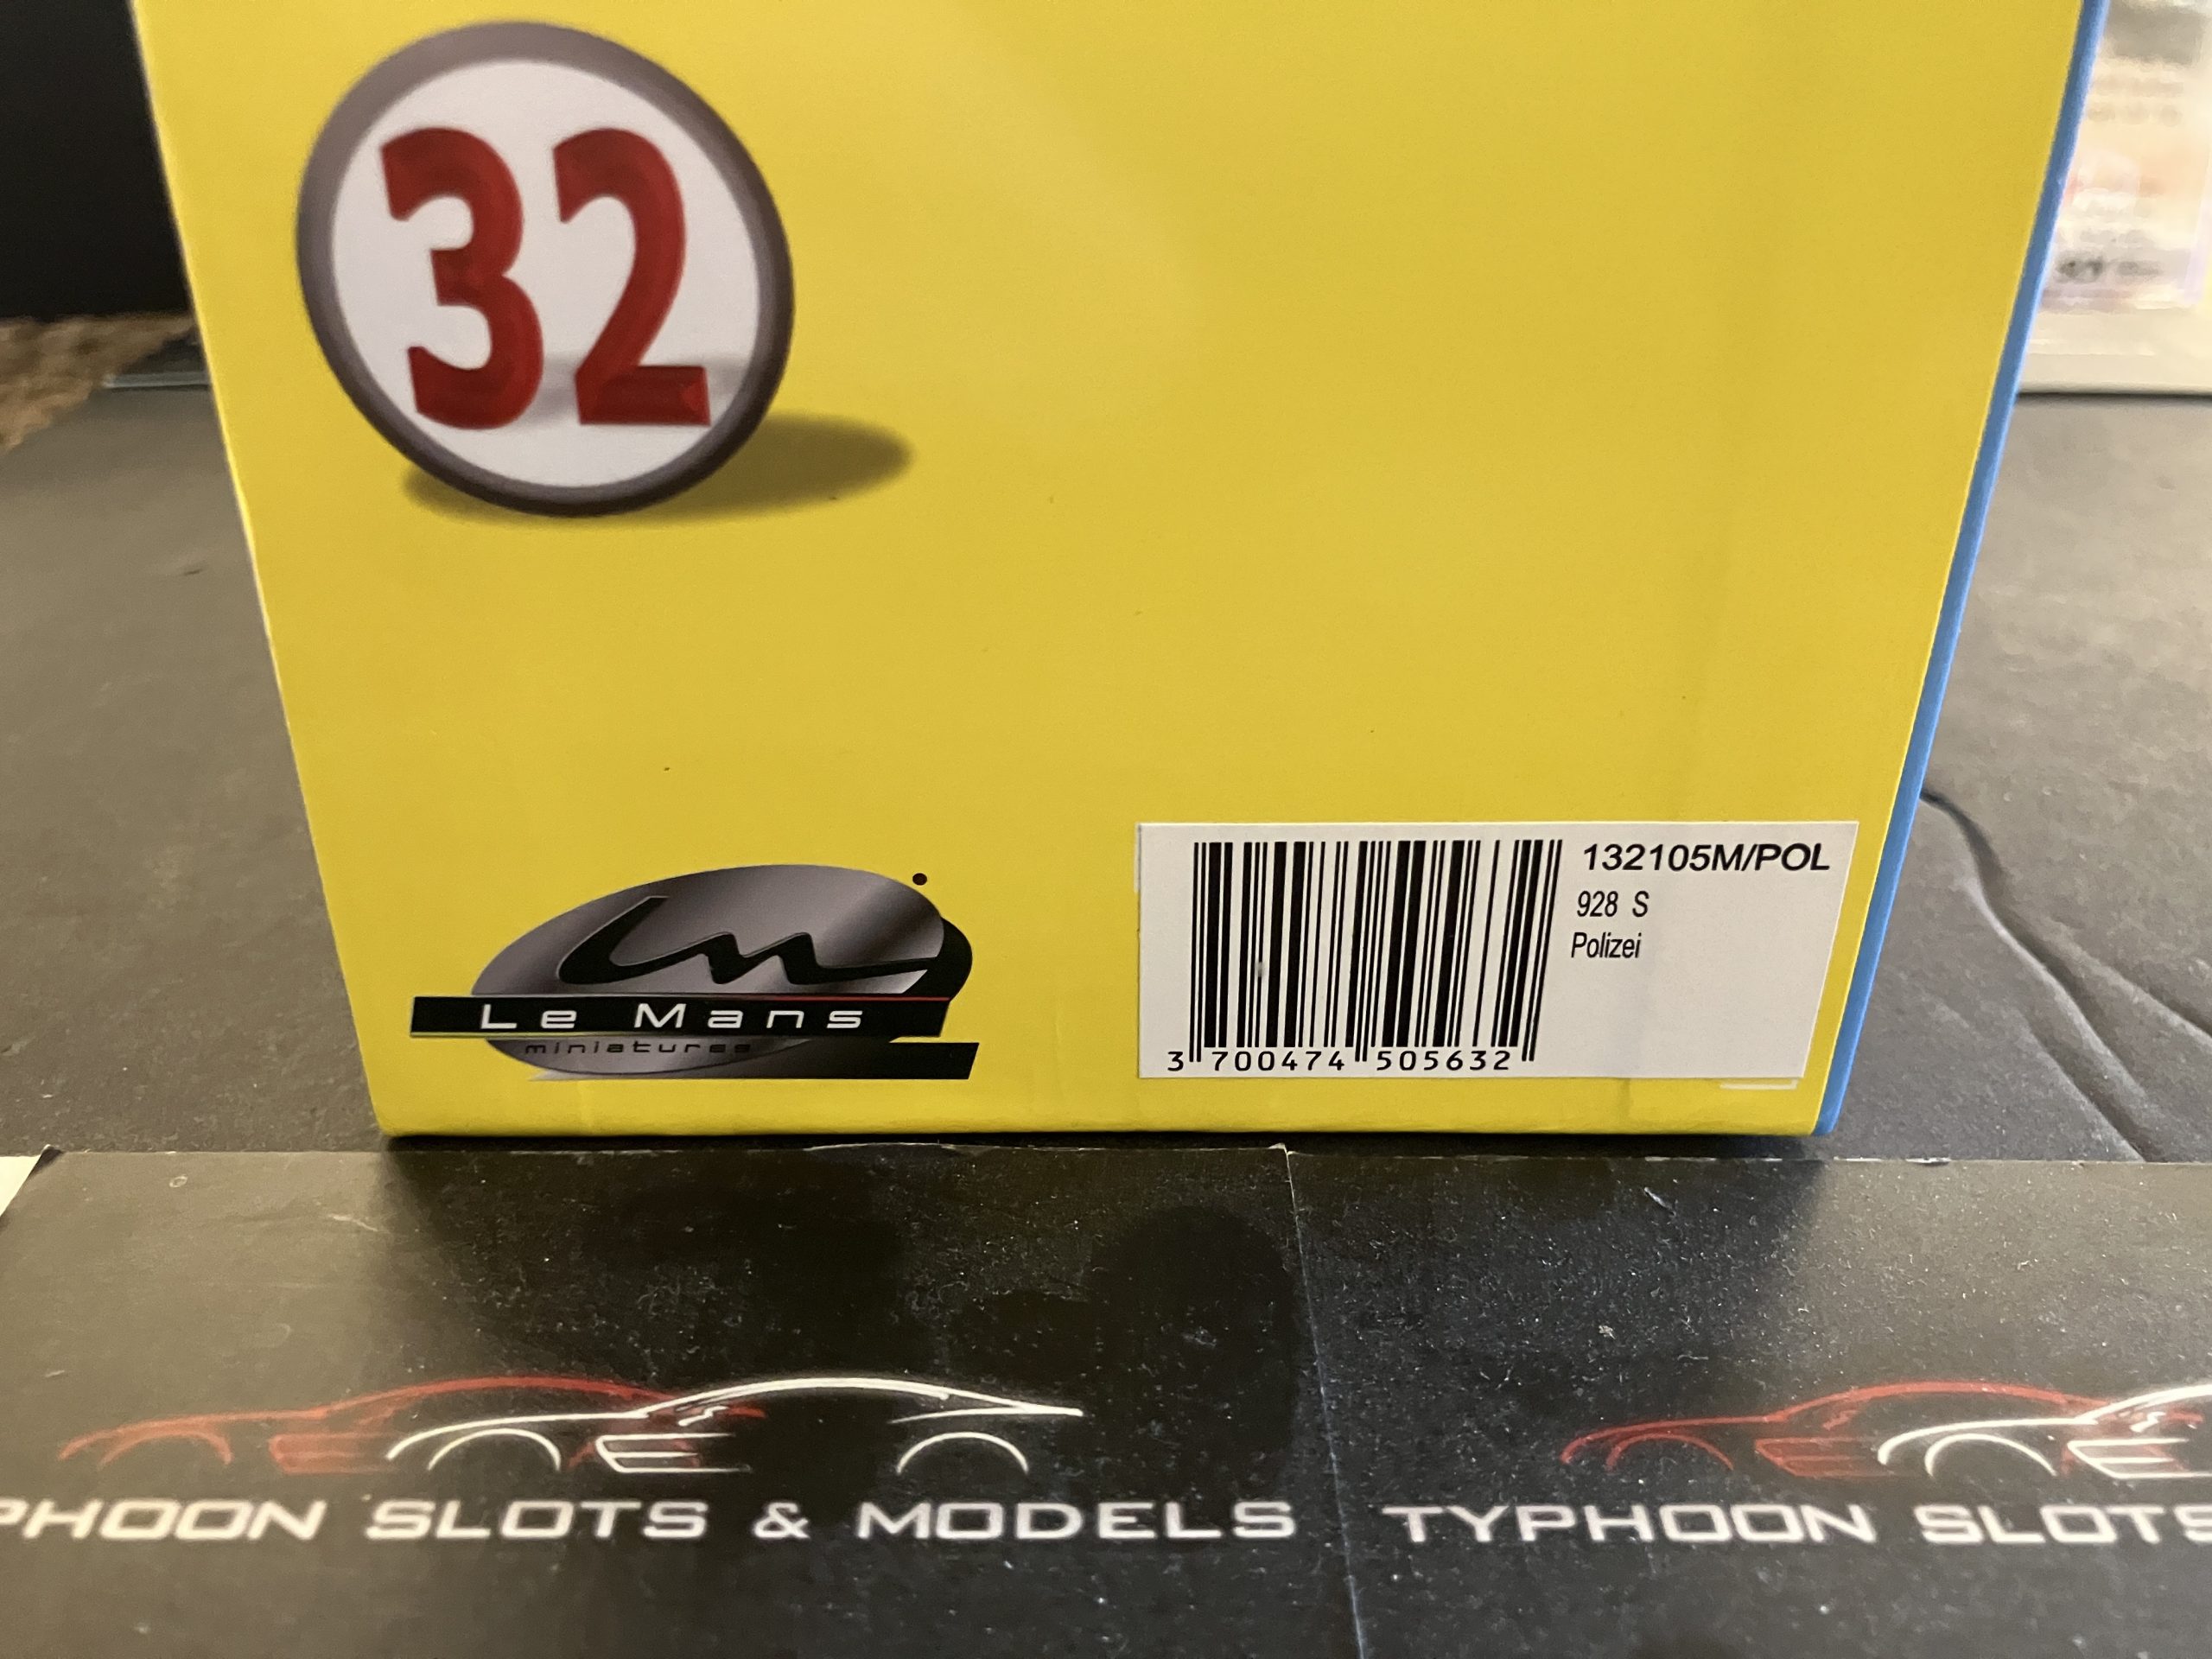 32
Le Mans
miniatures
132105M/POL
928 S
Polizei
3 700474 505632
PHOON SLOTS & MODELS
TYPHOON SLOTS